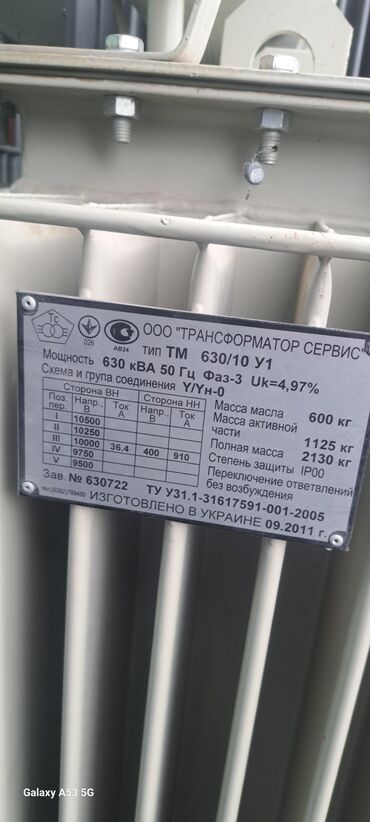 ТС
026
АВ24
ООО "ТРАНСФОРМАТОР СЕРВИС"
тип ТМ 630/10 У1
Мощность 630 кВА 50 Гц Фаз-3 Uк=4,97%
Схема и група соединения Y/Yн-0
Поз. пер. Сторона ВН Сторона НН
Напр., В Ток А Напр., В Ток А
I 10500
II 10250
III 10000 36.4 400 910
IV 9750
V 9500
Масса масла 600 кг
Масса активной
части 1125 кг
Полная масса 2130 кг
Степень защиты IP00
Переключение ответвлений
без возбуждения
Зав. № 630722 ТУ У31.1-31617591-001-2005
ИЗГОТОВЛЕНО В УКРАИНЕ 09.2011 г.
Galaxy A53 5G